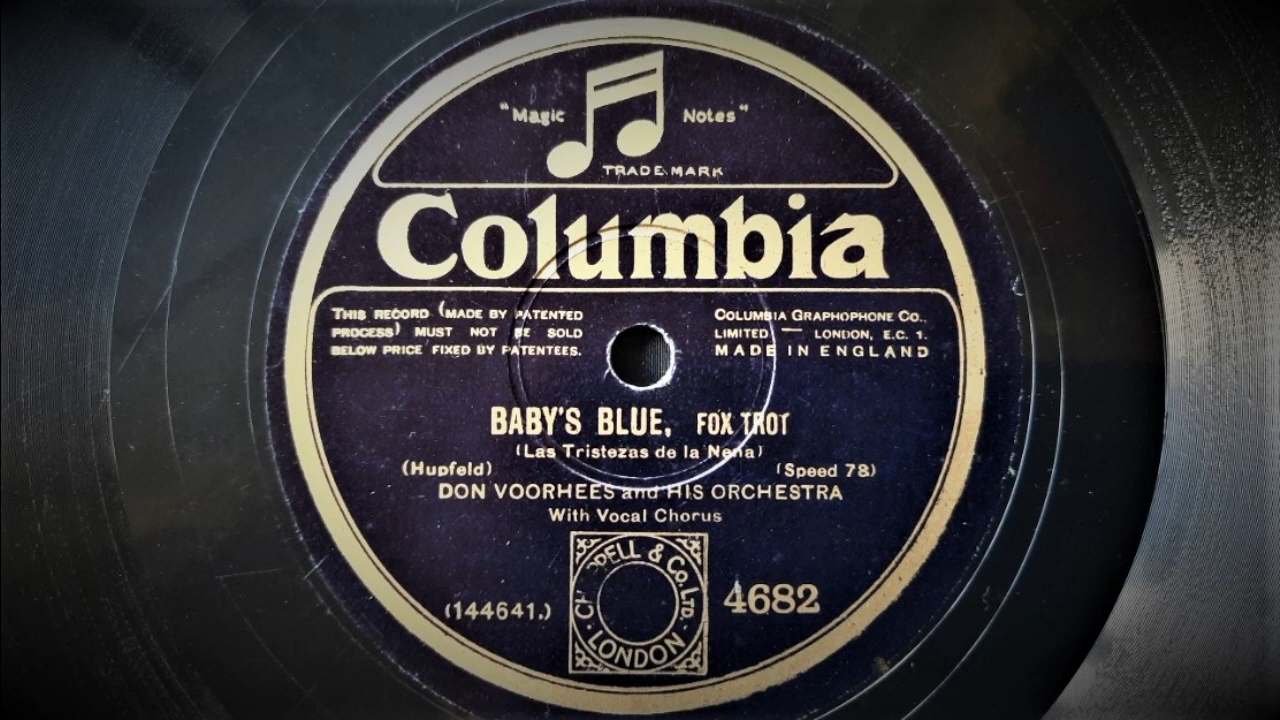 "Magic Notes"
TRADE MARK
Columbia
THIS RECORD (MADE BY PATENTED
PROCESS) MUST NOT BE SOLD
BELOW PRICE FIXED BY PATENTEES.
COLUMBIA GRAPHOPHONE CO.,
LIMITED — LONDON, E.C. 1.
MADE IN ENGLAND
BABY'S BLUE, FOX TROT
(Las Tristezas de la Nena)
(Hupfeld) (Speed 78)
DON VOORHEES and HIS ORCHESTRA
With Vocal Chorus
(144641.)
& CO. LTD.
· LONDON ·
4682